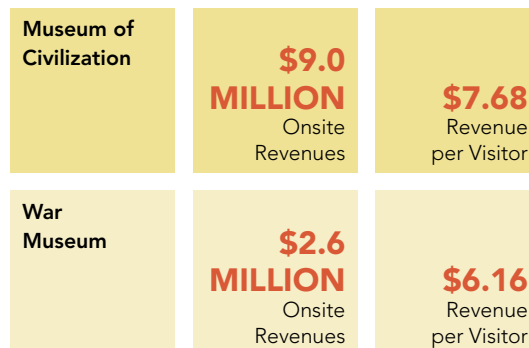 Museum of
Civilization
$9.0
MILLION
Onsite
Revenues
$7.68
Revenue
per Visitor
War
Museum
$2.6
MILLION
Onsite
Revenues
$6.16
Revenue
per Visitor